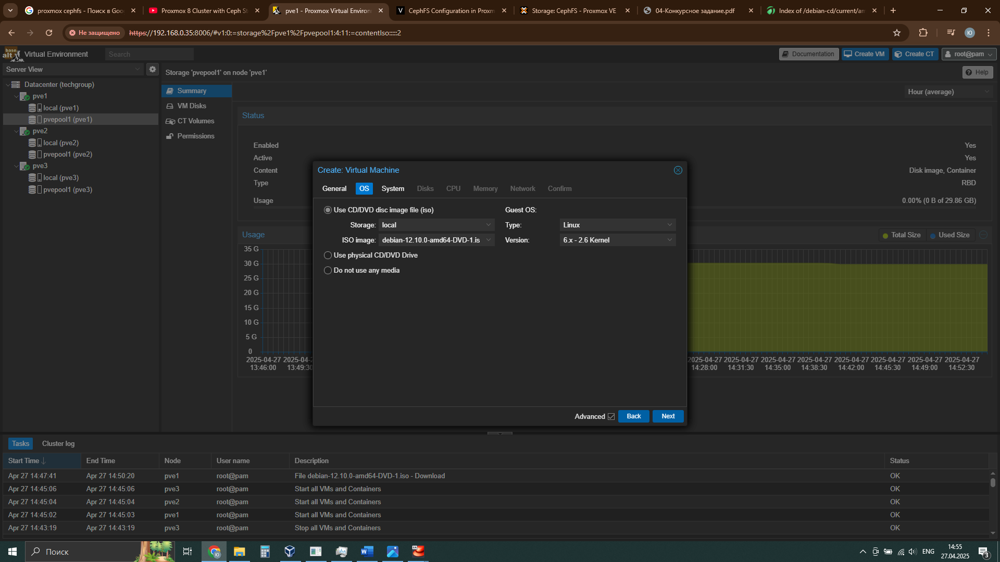 proxmox cephfs - Поиск в Goo
Proxmox 8 Cluster with Ceph St
pve1 - Proxmox Virtual Environ
CephFS Configuration in Proxm
Storage: CephFS - Proxmox VE
04-Конкурсное задание.pdf
Index of /debian-cd/current/am
Не защищено
https://192.168.0.35:8006/#v1:0:=storage%2Fpve1%2Fpvepool1:4:11:=contentIso:::::2
Ю
base
alt
Virtual Environment
Search
Documentation
Create VM
Create CT
root@pam
Server View
Storage 'pvepool1' on node 'pve1'
Help
Datacenter (techgroup)
pve1
local (pve1)
pvepool1 (pve1)
pve2
local (pve2)
pvepool1 (pve2)
pve3
local (pve3)
pvepool1 (pve3)
Summary
VM Disks
CT Volumes
Permissions
Hour (average)
Status
Enabled
Yes
Active
Yes
Content
Disk image, Container
Type
RBD
Usage
0.00% (0 B of 29.86 GB)
Usage
Total Size
Used Size
35 G
30 G
25 G
20 G
15 G
10 G
5 G
0
2025-04-27 2025-04-2
13:46:00 13:49:30
2025-04-27 2025-04-27 2025-04-27 2025-04-27 2025-04-27 2025-04-27 2025-04-27 2025-04-27
14:28:00 14:31:30 14:35:00 14:38:30 14:42:00 14:45:30 14:49:00 14:52:30
Create: Virtual Machine
General
OS
System
Disks
CPU
Memory
Network
Confirm
Use CD/DVD disc image file (iso)
Storage: local
ISO image: debian-12.10.0-amd64-DVD-1.is
Use physical CD/DVD Drive
Do not use any media
Guest OS:
Type: Linux
Version: 6.x - 2.6 Kernel
Advanced
Back
Next
Tasks
Cluster log
Start Time End Time Node User name Description Status
Apr 27 14:47:41 Apr 27 14:50:20 pve1 root@pam File debian-12.10.0-amd64-DVD-1.iso - Download OK
Apr 27 14:45:06 Apr 27 14:45:06 pve3 root@pam Start all VMs and Containers OK
Apr 27 14:45:04 Apr 27 14:45:04 pve2 root@pam Start all VMs and Containers OK
Apr 27 14:45:02 Apr 27 14:45:03 pve1 root@pam Start all VMs and Containers OK
Apr 27 14:43:19 Apr 27 14:43:19 pve3 root@pam Stop all VMs and Containers OK
Поиск
ENG
14:55
27.04.2025
3